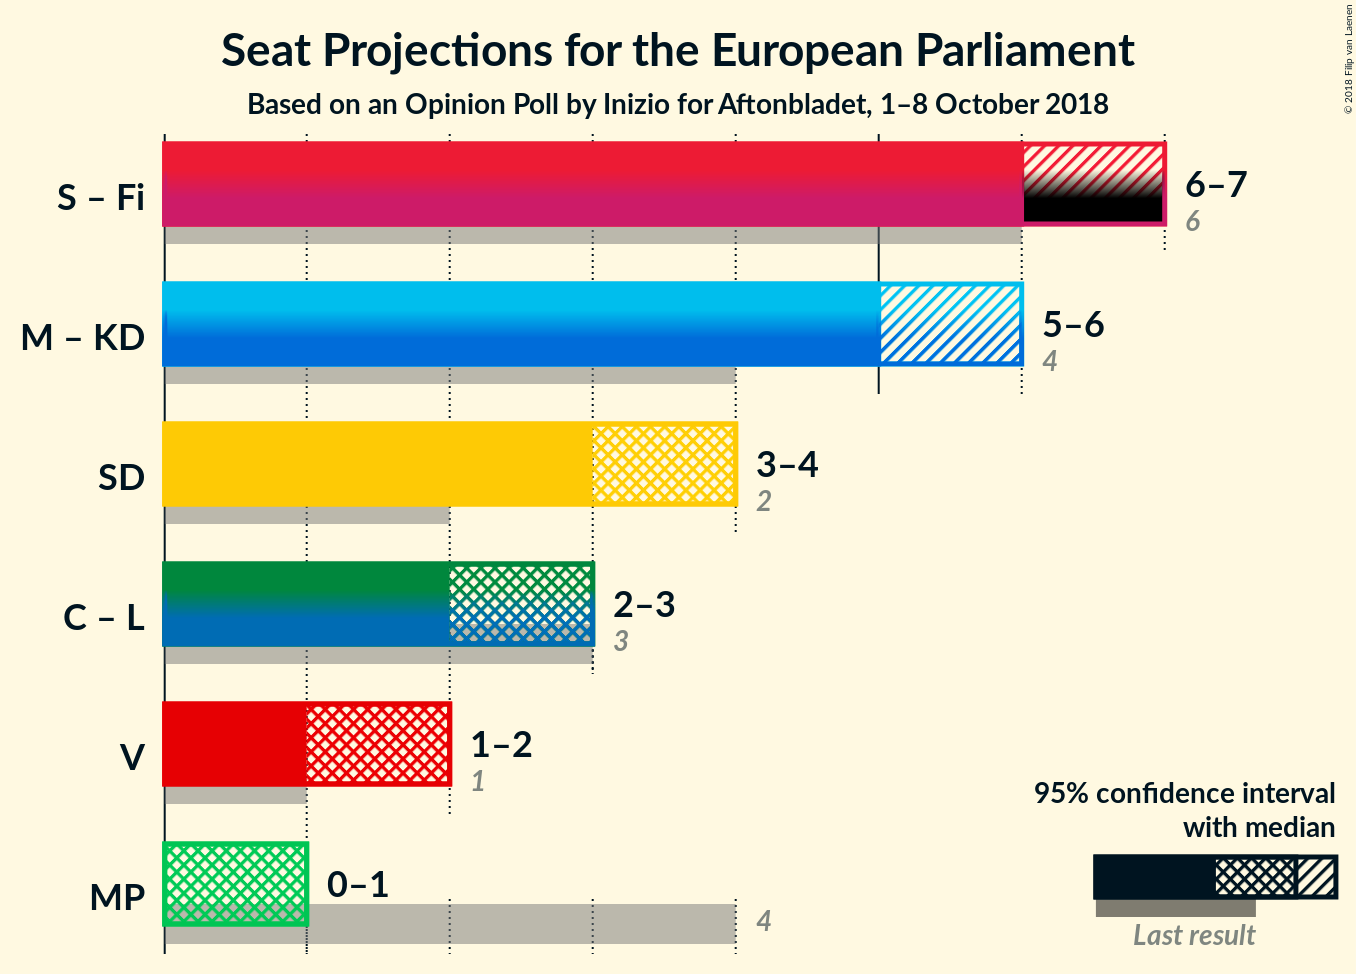 Seat Projections for the European Parliament
Based on an Opinion Poll by Inizio for Aftonbladet, 1–8 October 2018
© 2018 Filip van Laenen
S – Fi
6–7
6
M – KD
5–6
4
SD
3–4
2
C – L
2–3
3
V
1–2
1
MP
0–1
4
95% confidence interval
with median
Last result